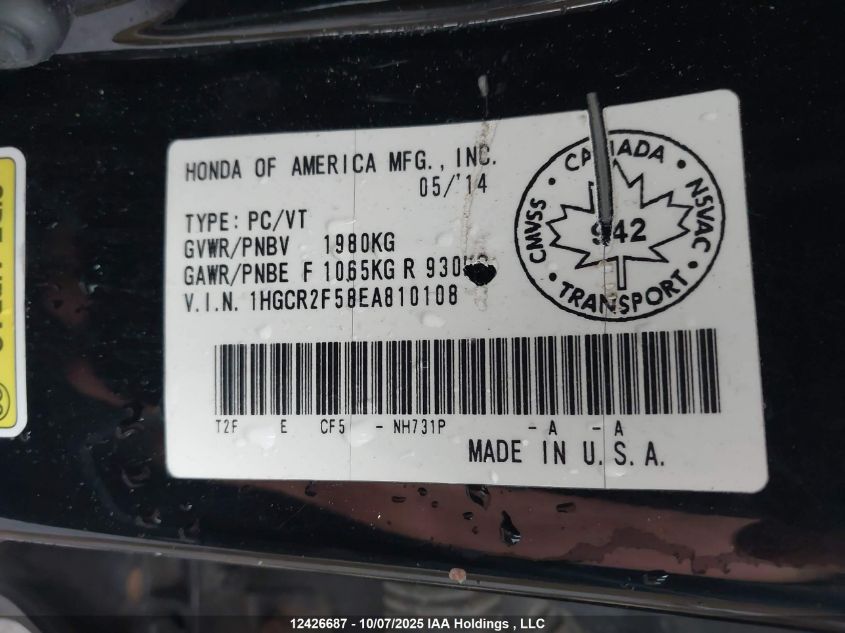 HONDA OF AMERICA MFG., INC.
05/'14
TYPE: PC/VT
GVWR/PNBV 1980KG
GAWR/PNBE F 1065KG R 930KG
V.I.N. 1HGCR2F58EA810108
CANADA
CMVSS
NSVAC
942
TRANSPORT
T2F E CF5 - NH731P - A - A
MADE IN U.S.A.
12426687 - 10/07/2025 IAA Holdings, LLC